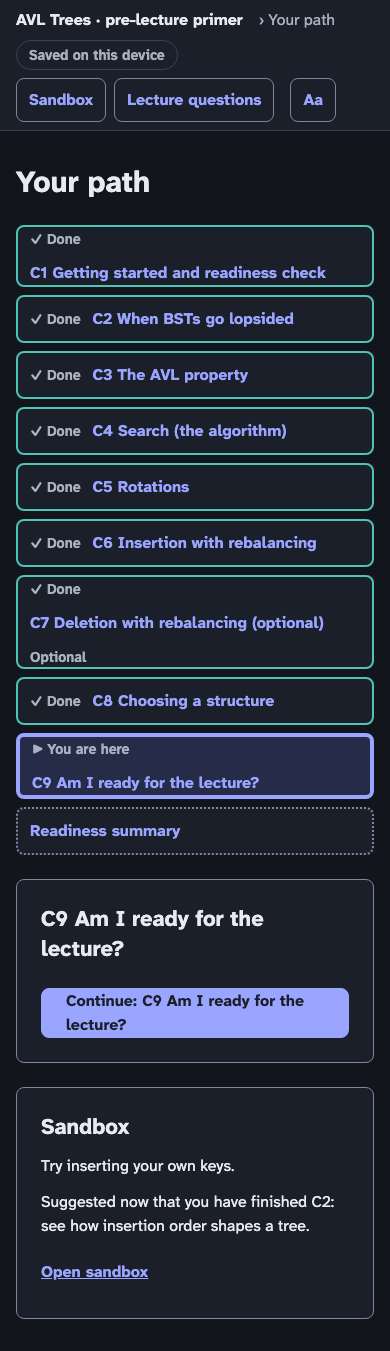 AVL Trees · pre-lecture primer › Your path
Saved on this device
Sandbox Lecture questions Aa
Your path
✓ Done
C1 Getting started and readiness check
✓ Done C2 When BSTs go lopsided
✓ Done C3 The AVL property
✓ Done C4 Search (the algorithm)
✓ Done C5 Rotations
✓ Done C6 Insertion with rebalancing
✓ Done
C7 Deletion with rebalancing (optional)
Optional
✓ Done C8 Choosing a structure
▶ You are here
C9 Am I ready for the lecture?
Readiness summary
C9 Am I ready for the
lecture?
Continue: C9 Am I ready for the
lecture?
Sandbox
Try inserting your own keys.
Suggested now that you have finished C2:
see how insertion order shapes a tree.
Open sandbox